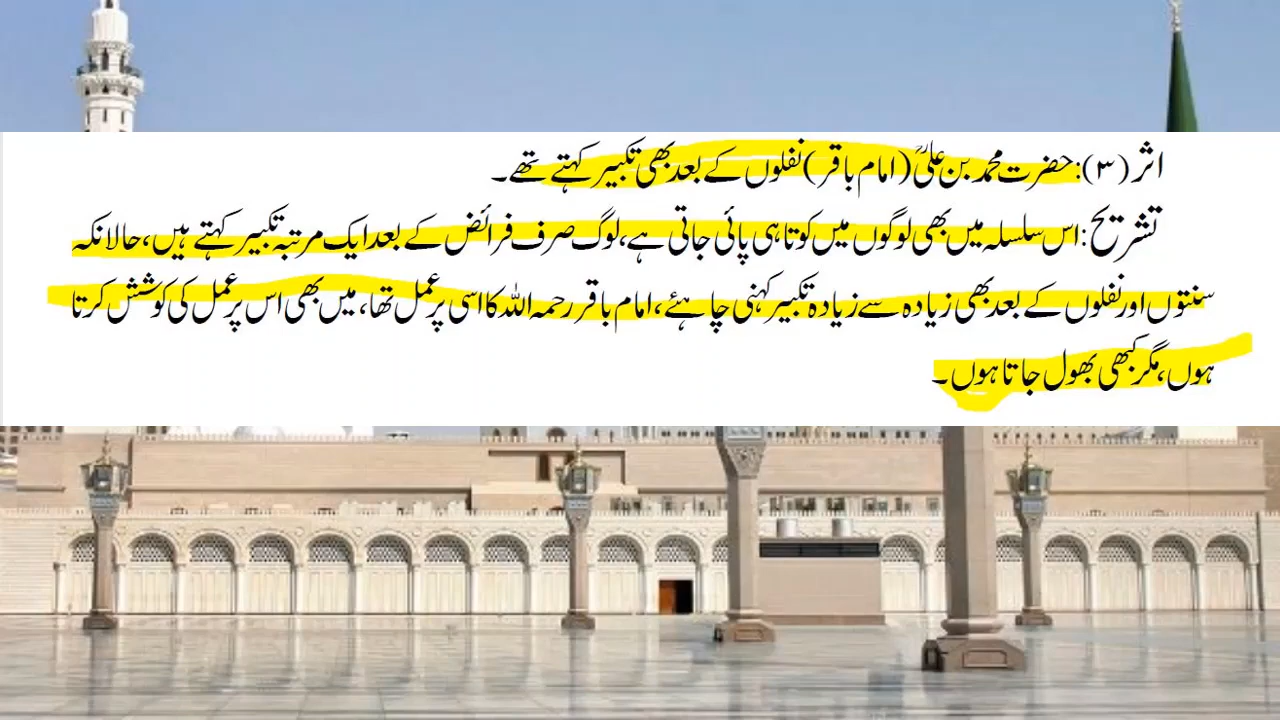 اثر (۳): حضرت محمد بن علیؒ (امام باقر) نفلوں کے بعد بھی تکبیر کہتے تھے۔
تشریح: اس سلسلہ میں بھی لوگوں میں کوتاہی پائی جاتی ہے، لوگ صرف فرائض کے بعد ایک مرتبہ تکبیر کہتے ہیں، حالانکہ
سنتوں اور نفلوں کے بعد بھی زیادہ سے زیادہ تکبیر کہنی چاہئے، امام باقر رحمہ اللہ کا اسی پر عمل تھا، میں بھی اس پر عمل کی کوشش کرتا
ہوں، مگر کبھی بھول جاتا ہوں۔